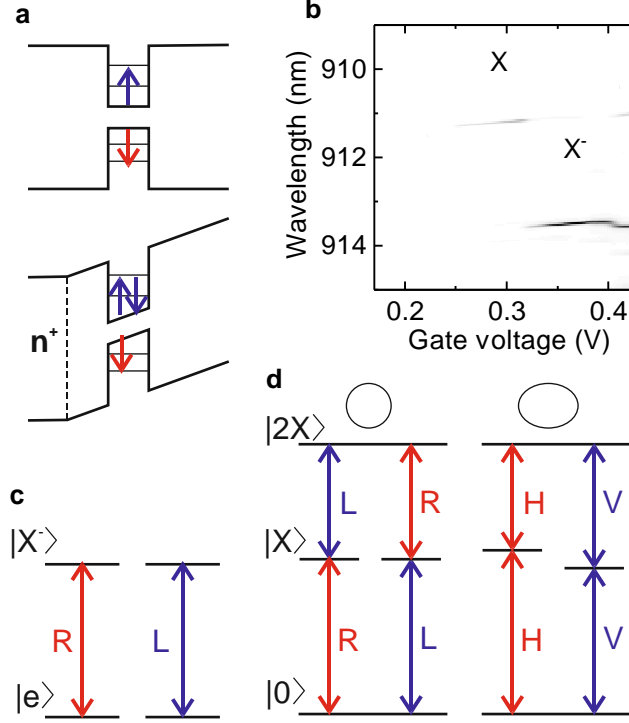 a
n+
b
Wavelength (nm)
910
912
914
X
X-
0.2
0.3
0.4
Gate voltage (V)
c
|X-⟩
R
L
|e⟩
d
|2X⟩
L
R
H
V
|X⟩
R
L
H
V
|0⟩